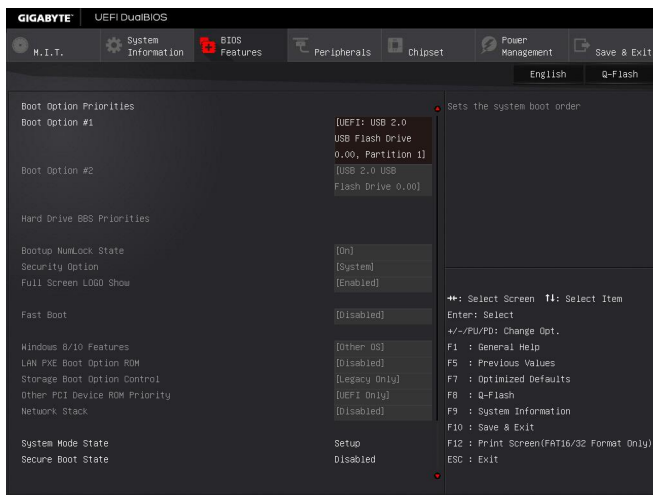 GIGABYTE™ UEFI DualBIOS
M.I.T.
System Information
BIOS Features
Peripherals
Chipset
Power Management
Save & Exit
English Q-Flash
Boot Option Priorities
Boot Option #1 [UEFI: USB 2.0
USB Flash Drive
0.00, Partition 1]
Boot Option #2 [USB 2.0 USB
Flash Drive 0.00]
Hard Drive BBS Priorities
Bootup NumLock State [On]
Security Option [System]
Full Screen LOGO Show [Enabled]
Fast Boot [Disabled]
Windows 8/10 Features [Other OS]
LAN PXE Boot Option ROM [Disabled]
Storage Boot Option Control [Legacy Only]
Other PCI Device ROM Priority [UEFI Only]
Network Stack [Disabled]
System Mode State Setup
Secure Boot State Disabled
Sets the system boot order
→←: Select Screen ↑↓: Select Item
Enter: Select
+/-/PU/PD: Change Opt.
F1 : General Help
F5 : Previous Values
F7 : Optimized Defaults
F8 : Q-Flash
F9 : System Information
F10 : Save & Exit
F12 : Print Screen(FAT16/32 Format Only)
ESC : Exit